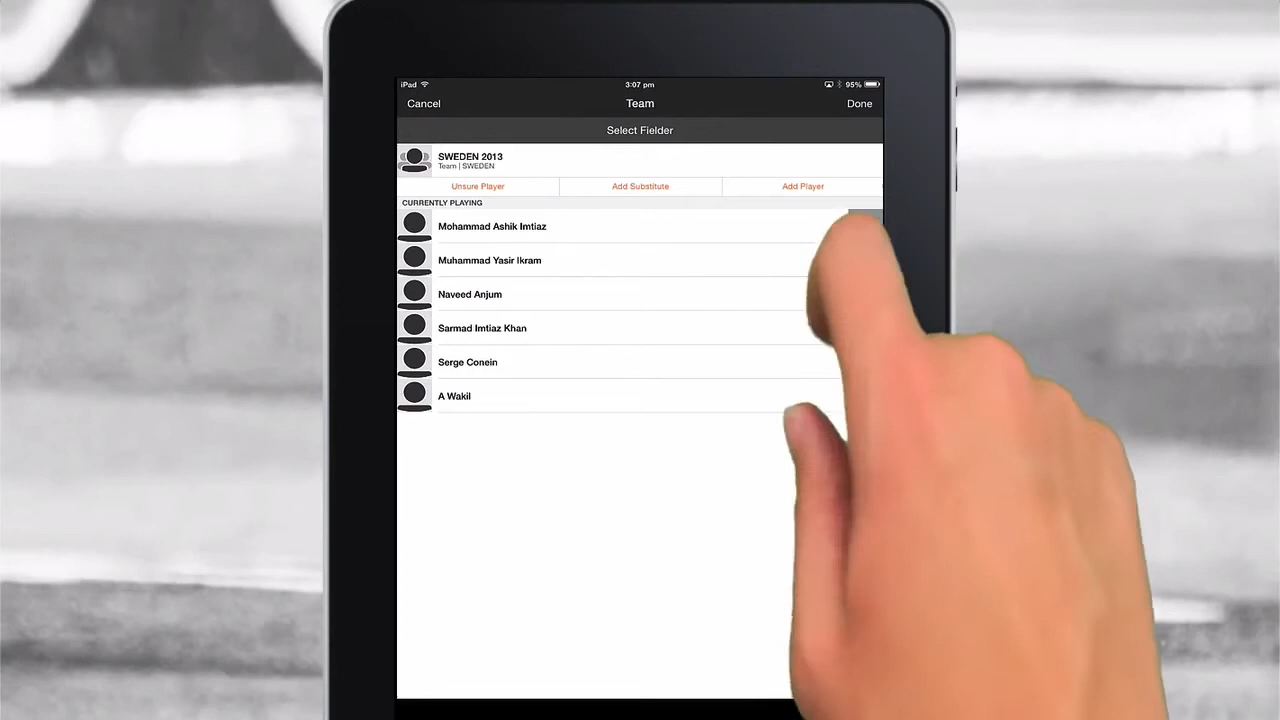 iPad 3:07 pm 95%
Cancel Team Done
Select Fielder
SWEDEN 2013
Team | SWEDEN
Unsure Player Add Substitute Add Player
CURRENTLY PLAYING
Mohammad Ashik Imtiaz
Muhammad Yasir Ikram
Naveed Anjum
Sarmad Imtiaz Khan
Serge Conein
A Wakil